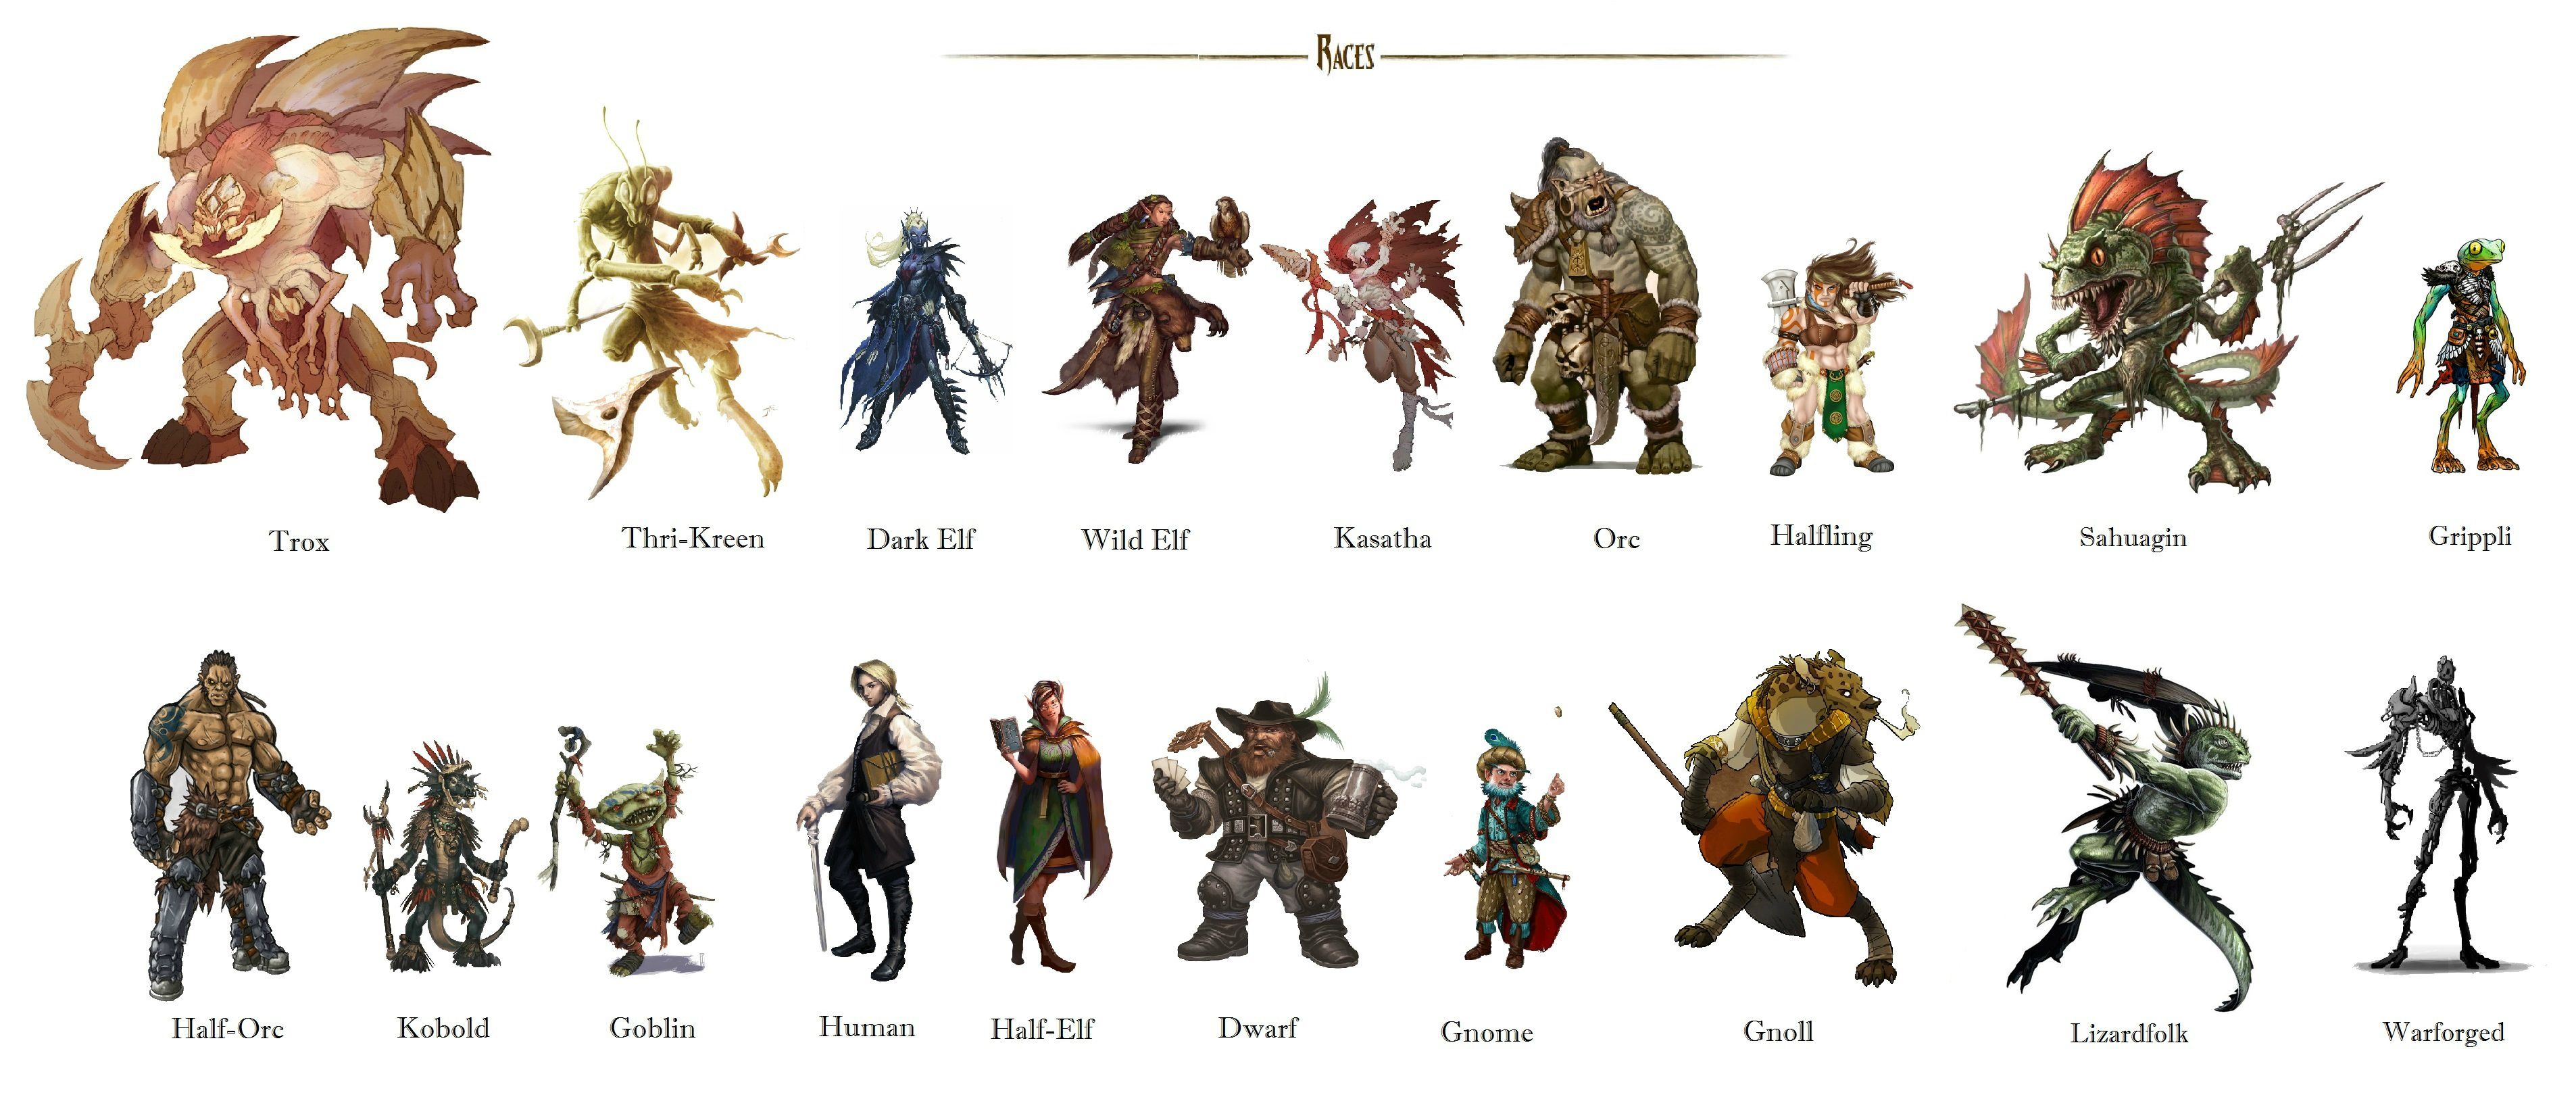 Races
Trox
Thri-Kreen
Dark Elf
Wild Elf
Kasatha
Orc
Halfling
Sahuagin
Grippli
Half-Orc
Kobold
Goblin
Human
Half-Elf
Dwarf
Gnome
Gnoll
Lizardfolk
Warforged